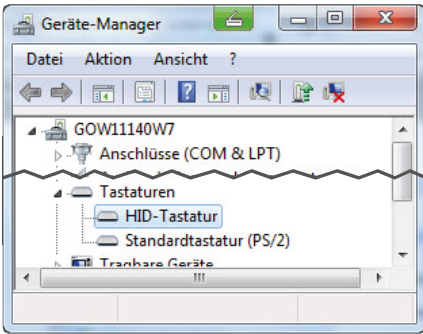 Geräte-Manager
Datei Aktion Ansicht ?
GOW11140W7
Anschlüsse (COM & LPT)
Tastaturen
HID-Tastatur
Standardtastatur (PS/2)
Tragbare Geräte